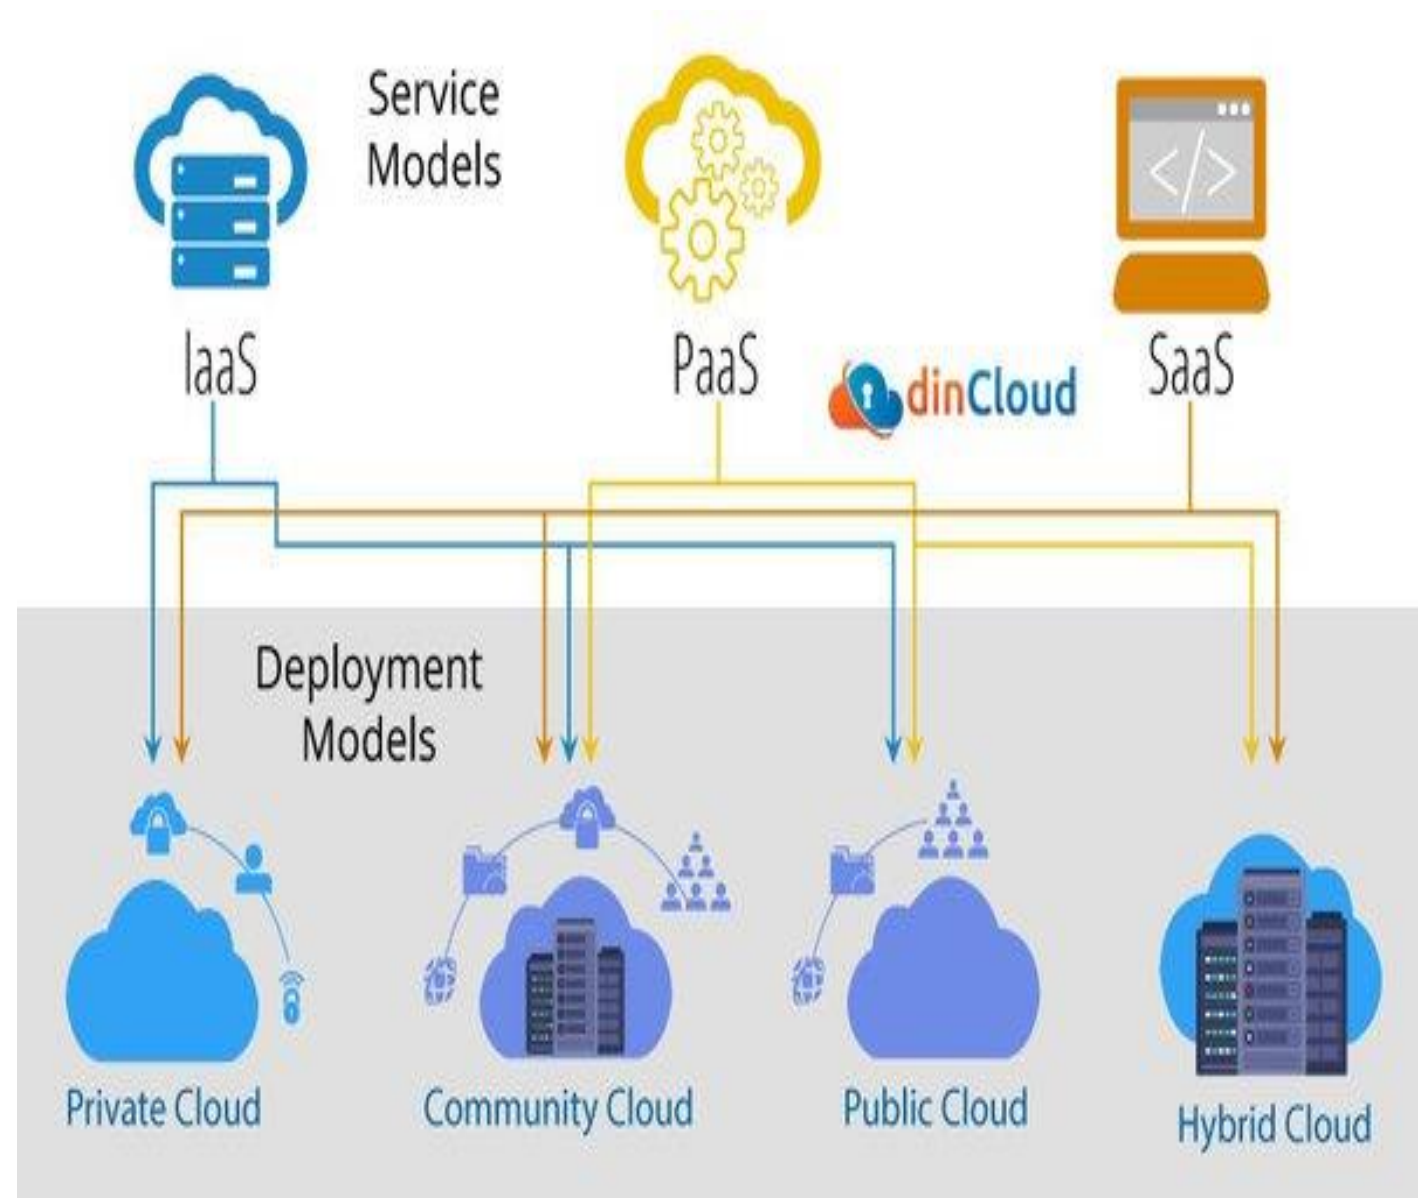 Service
Models
IaaS
PaaS
dinCloud
SaaS
Deployment
Models
Private Cloud
Community Cloud
Public Cloud
Hybrid Cloud